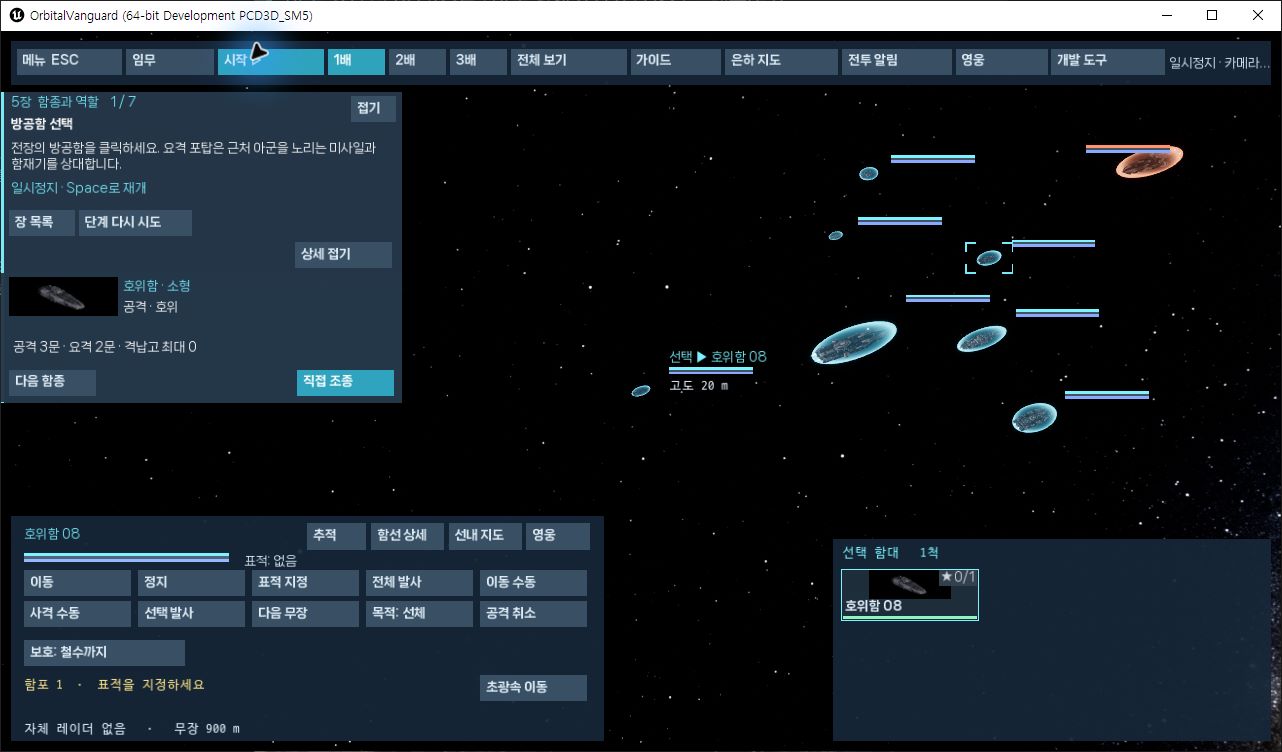 OrbitalVanguard (64-bit Development PCD3D_SM5)
메뉴 ESC 임무 시작 1배 2배 3배 전체 보기 가이드 은하 지도 전투 알림 영웅 개발 도구 일시정지 · 카메라...
5장 함종과 역할 1/7
접기
방공함 선택
전장의 방공함을 클릭하세요. 요격 포탑은 근처 아군을 노리는 미사일과
함재기를 상대합니다.
일시정지 · Space로 재개
장 목록 단계 다시 시도
상세 접기
호위함 · 소형
공격 · 호위
공격 3문 · 요격 2문 · 격납고 최대 0
다음 함종 직접 조종
선택 ▶ 호위함 08
고도 20 m
호위함 08 추적 함선 상세 선내 지도 영웅
표적: 없음
이동 정지 표적 지정 전체 발사 이동 수동
사격 수동 선택 발사 다음 무장 목적: 선체 공격 취소
보호: 철수까지
함포 1 · 표적을 지정하세요
초광속 이동
자체 레이더 없음 · 무장 900 m
선택 함대 1척
★0/1
호위함 08